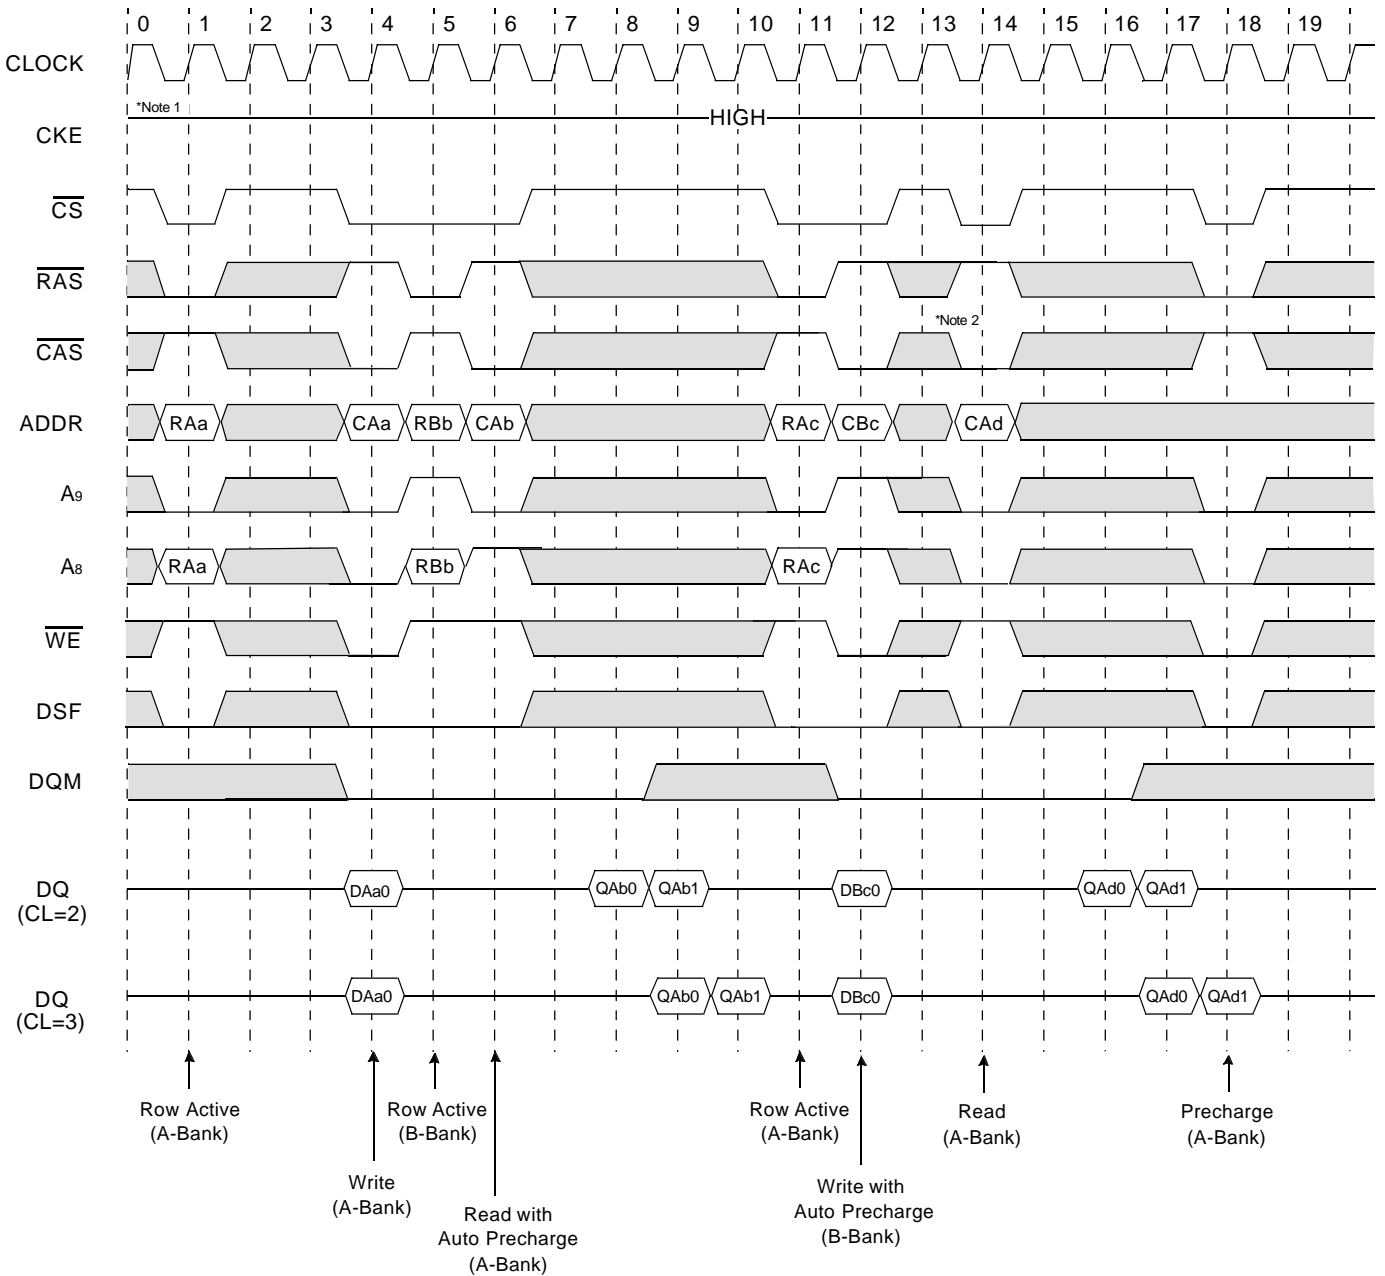 0 1 2 3 4 5 6 7 8 9 10 11 12 13 14 15 16 17 18 19
CLOCK
*Note 1
HIGH
CKE
CS
RAS
*Note 2
CAS
ADDR RAa CAa RBb CAb RAc CBc CAd
A9
A8 RAa RBb RAc
WE
DSF
DQM
DQ
(CL=2)
DAa0 QAb0 QAb1 DBc0 QAd0 QAd1
DQ
(CL=3)
DAa0 QAb0 QAb1 DBc0 QAd0 QAd1
Row Active
(A-Bank)
Row Active
(B-Bank)
Row Active
(A-Bank)
Read
(A-Bank)
Precharge
(A-Bank)
Write
(A-Bank)
Read with
Auto Precharge
(A-Bank)
Write with
Auto Precharge
(B-Bank)